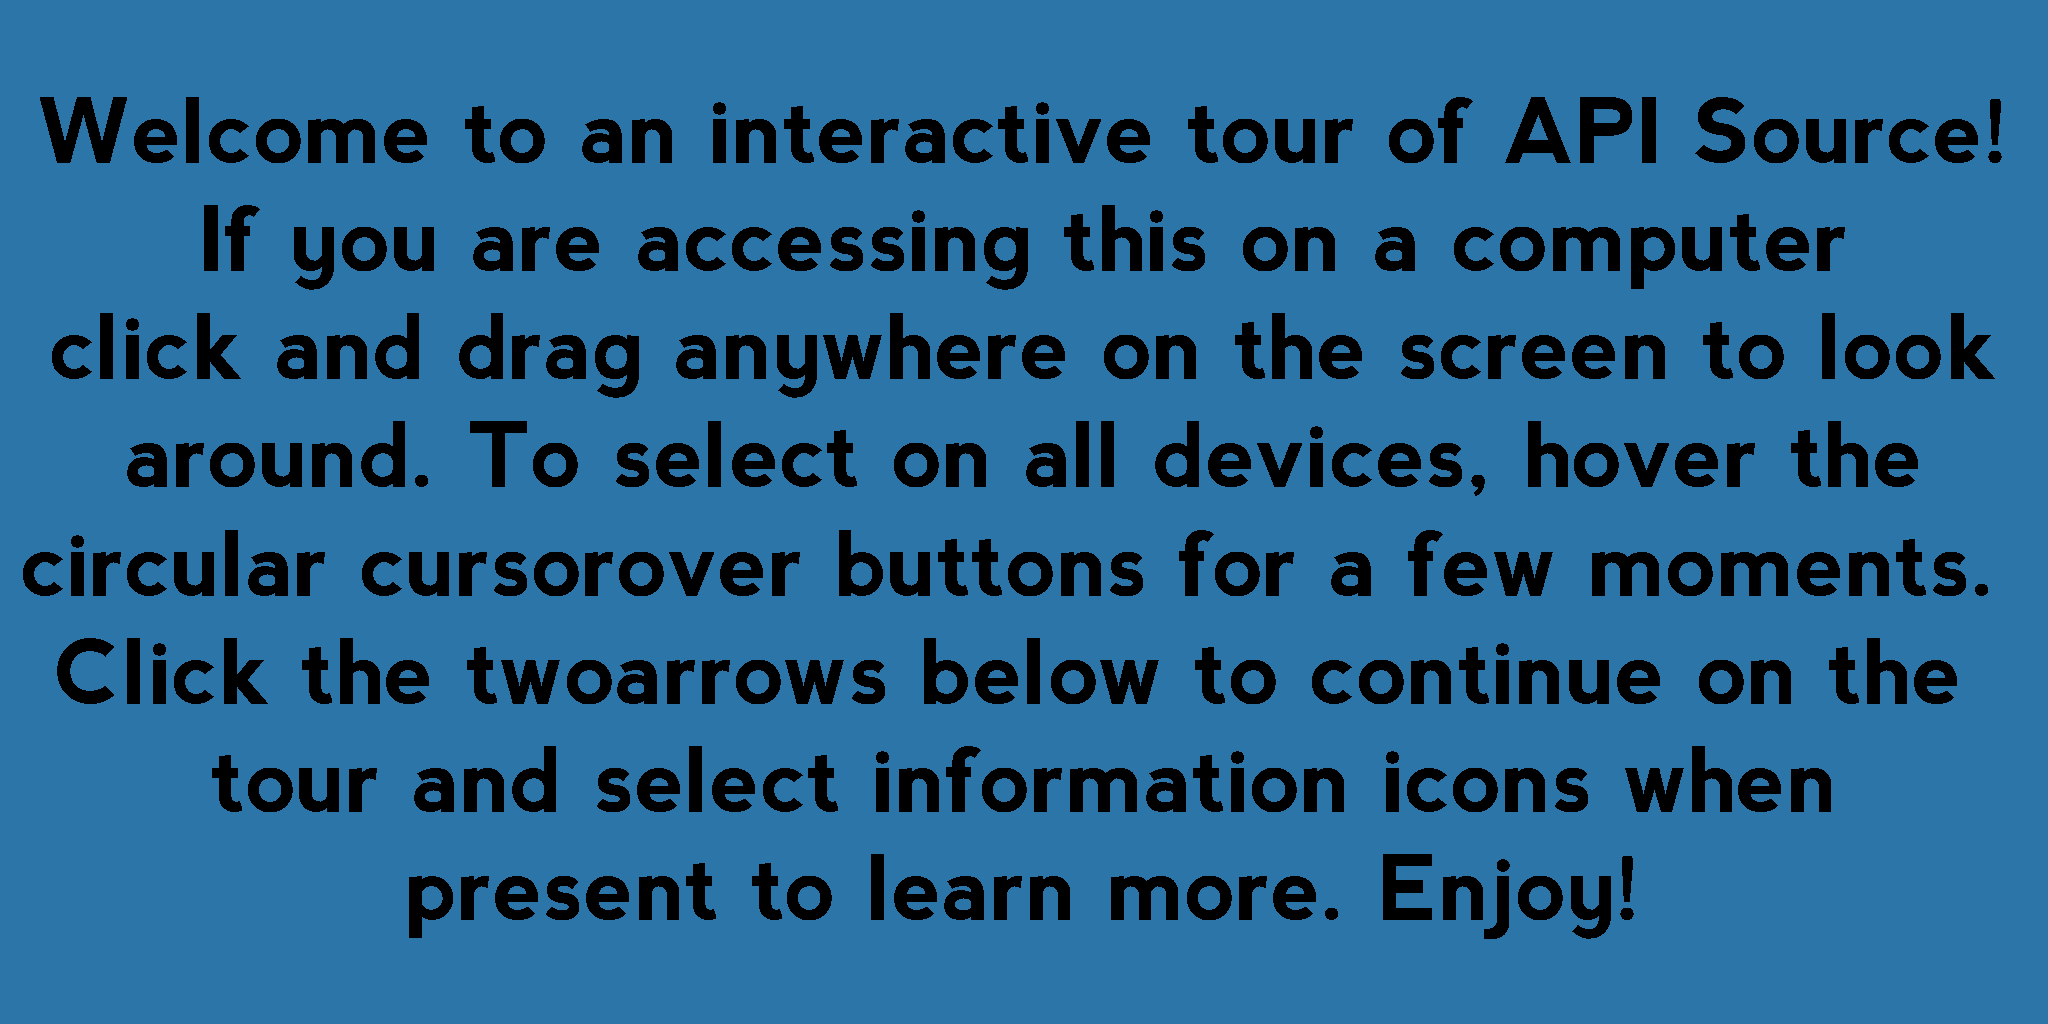 Welcome to an interactive tour of API Source!
If you are accessing this on a computer
click and drag anywhere on the screen to look
around. To select on all devices, hover the
circular cursorover buttons for a few moments.
Click the twoarrows below to continue on the
tour and select information icons when
present to learn more. Enjoy!